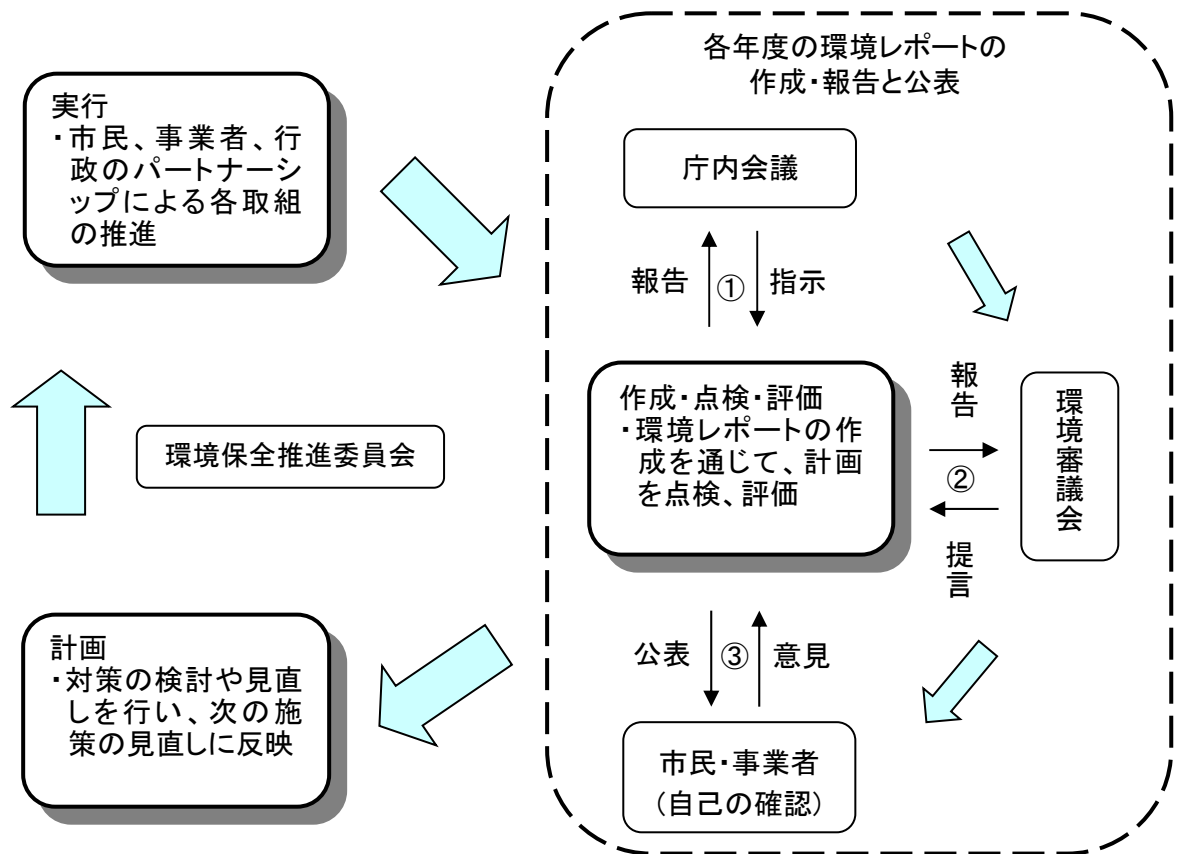 各年度の環境レポートの
作成・報告と公表
実行
・市民、事業者、行
政のパートナーシ
ップによる各取組
の推進
庁内会議
報告
①
指示
作成・点検・評価
・環境レポートの作
成を通じて、計画
を点検、評価
報告
②
提言
環境審議会
環境保全推進委員会
計画
・対策の検討や見直
しを行い、次の施
策の見直しに反映
公表
③
意見
市民・事業者
(自己の確認)